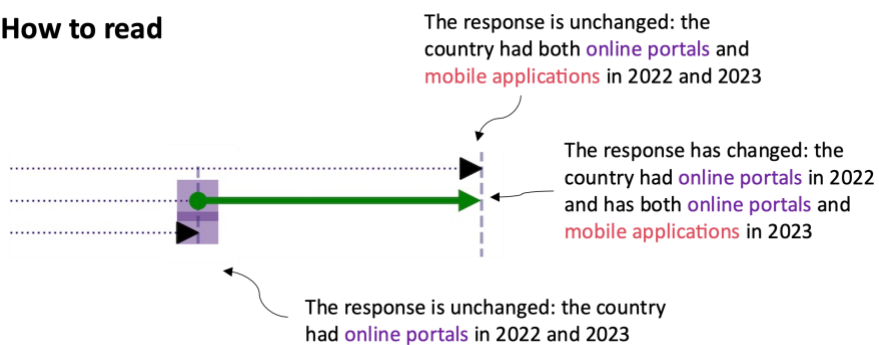 How to read
The response is unchanged: the
country had both online portals and
mobile applications in 2022 and 2023
The response has changed: the
country had online portals in 2022
and has both online portals and
mobile applications in 2023
The response is unchanged: the country
had online portals in 2022 and 2023